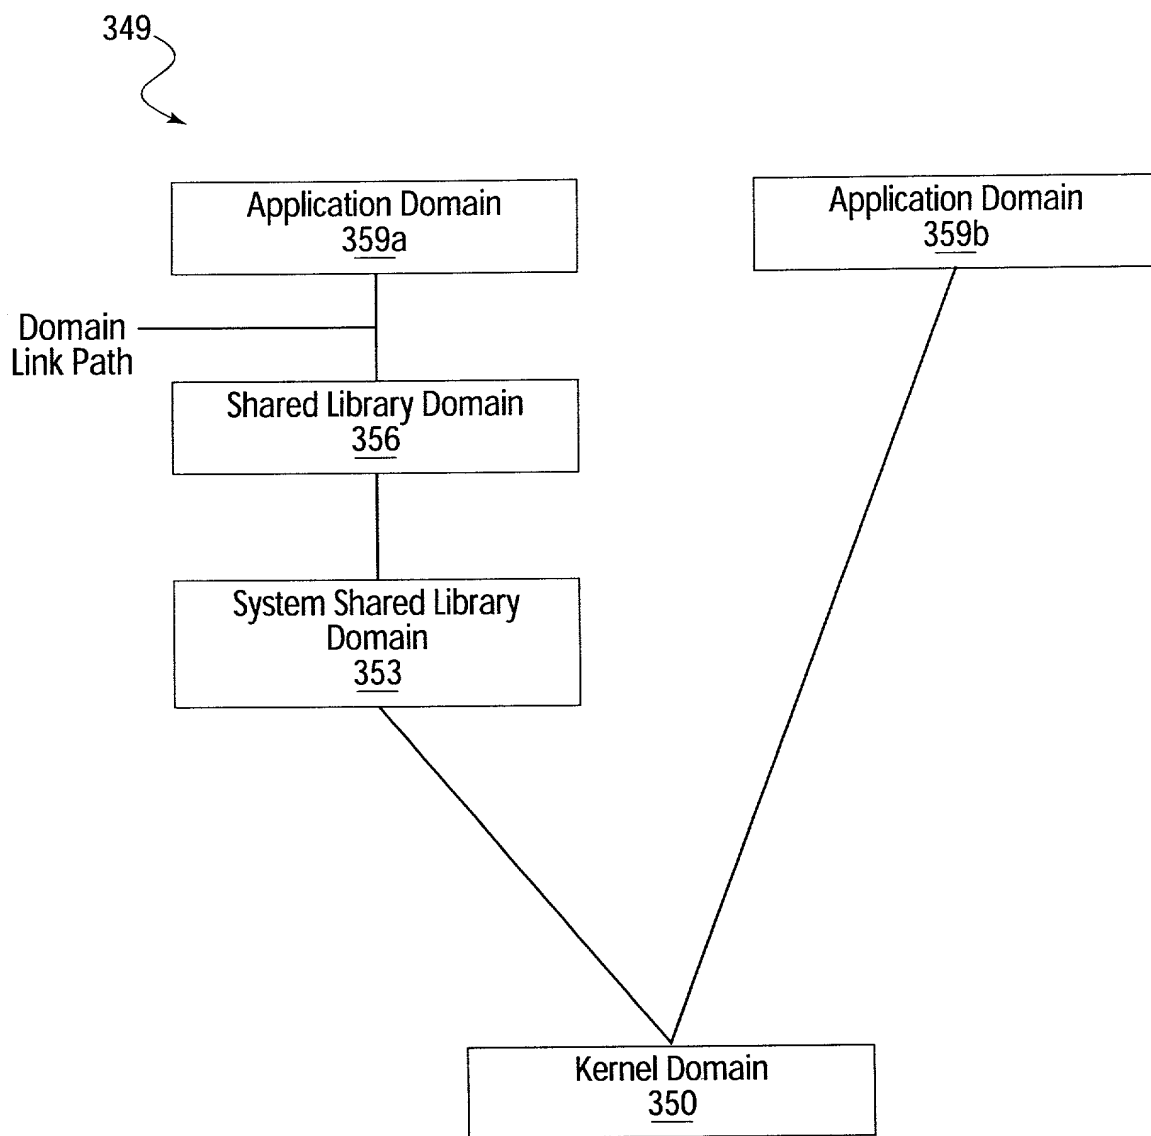 349
Application Domain
359a
Application Domain
359b
Domain
Link Path
Shared Library Domain
356
System Shared Library
Domain
353
Kernel Domain
350